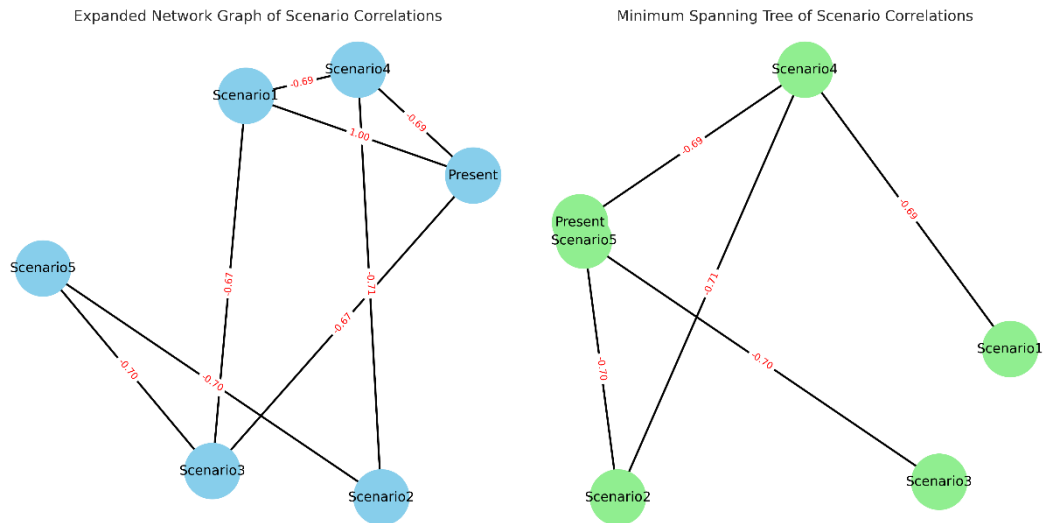 Expanded Network Graph of Scenario Correlations
Scenario4
-0.69
Scenario1
-0.69
1.00
Present
Scenario5
-0.67
-0.71
-0.67
-0.70
-0.70
Scenario3
Scenario2
Minimum Spanning Tree of Scenario Correlations
Scenario4
-0.69
-0.69
Present
Scenario5
-0.71
Scenario1
-0.70
-0.70
Scenario3
Scenario2